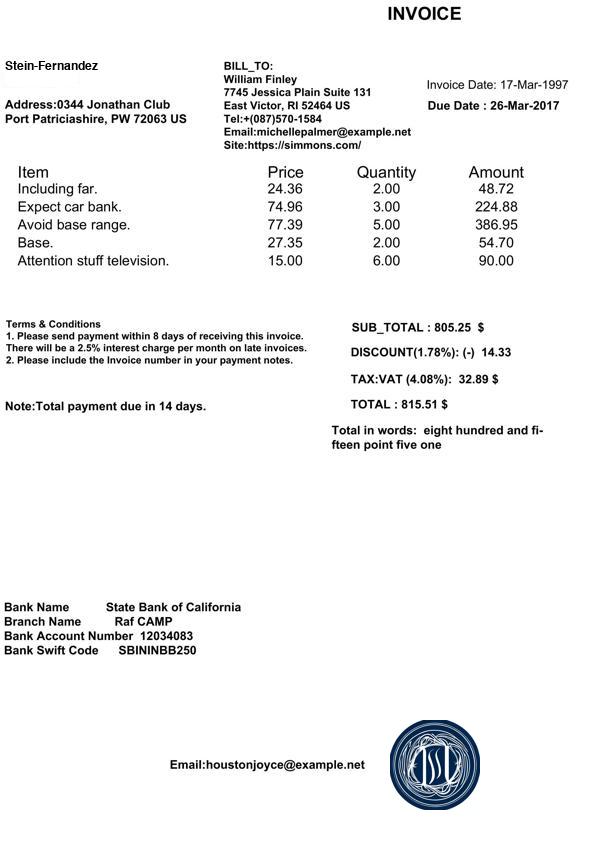 INVOICE
Stein-Fernandez
Address:0344 Jonathan Club
Port Patriciashire, PW 72063 US
BILL_TO:
William Finley
7745 Jessica Plain Suite 131
East Victor, RI 52464 US
Tel:+(087)570-1584
Email:michellepalmer@example.net
Site:https://simmons.com/
Invoice Date: 17-Mar-1997
Due Date : 26-Mar-2017
Item Price Quantity Amount
Including far. 24.36 2.00 48.72
Expect car bank. 74.96 3.00 224.88
Avoid base range. 77.39 5.00 386.95
Base. 27.35 2.00 54.70
Attention stuff television. 15.00 6.00 90.00
Terms & Conditions
1. Please send payment within 8 days of receiving this invoice.
There will be a 2.5% interest charge per month on late invoices.
2. Please include the Invoice number in your payment notes.
Note:Total payment due in 14 days.
SUB_TOTAL : 805.25 $
DISCOUNT(1.78%): (-) 14.33
TAX:VAT (4.08%): 32.89 $
TOTAL : 815.51 $
Total in words: eight hundred and fi-
fteen point five one
Bank Name State Bank of California
Branch Name Raf CAMP
Bank Account Number 12034083
Bank Swift Code SBININBB250
Email:houstonjoyce@example.net